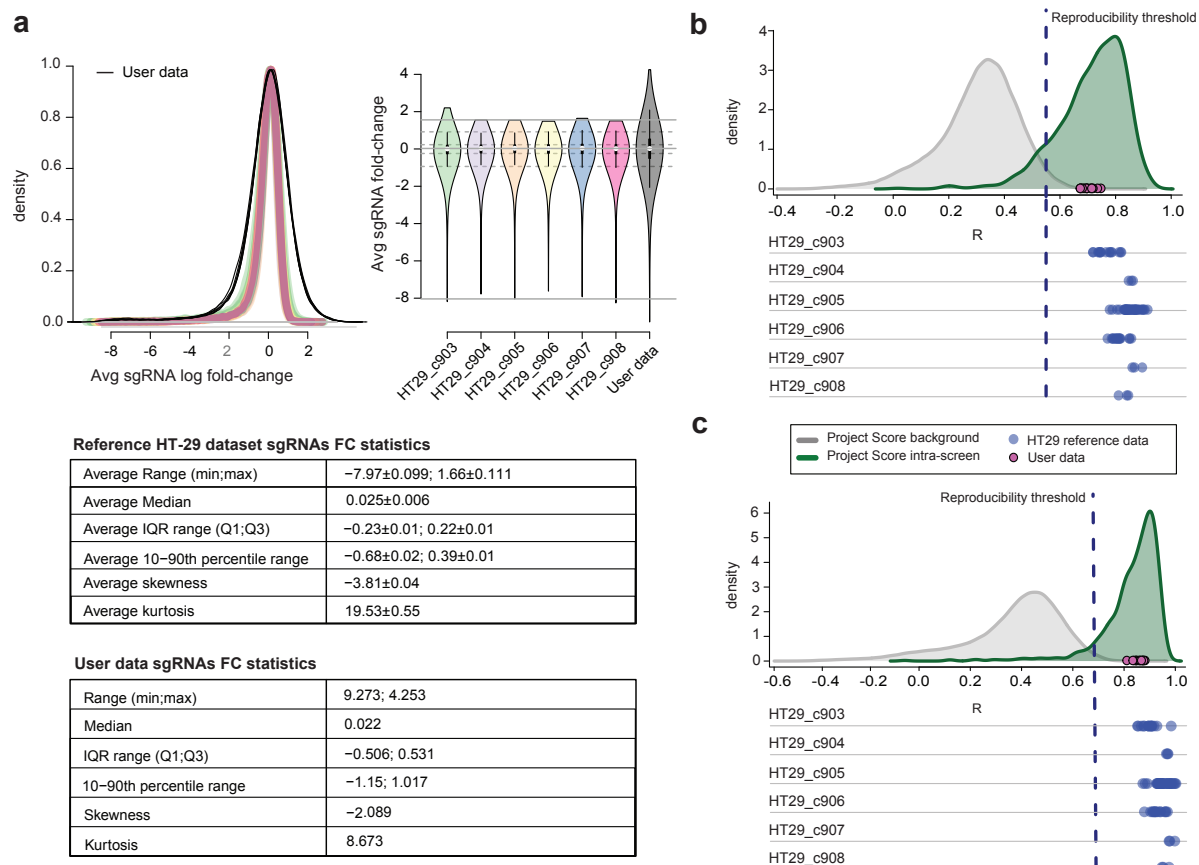 a
User data
density
1.0
0.8
0.6
0.4
0.2
0.0
-8
-6
-4
2
0
2
Avg sgRNA log fold-change
Avg sgRNA fold-change
4
2
0
-2
-4
-6
-8
HT29_c903
HT29_c904
HT29_c905
HT29_c906
HT29_c907
HT29_c908
User data
Reference HT-29 dataset sgRNAs FC statistics
Average Range (min;max) −7.97±0.099; 1.66±0.111
Average Median 0.025±0.006
Average IQR range (Q1;Q3) −0.23±0.01; 0.22±0.01
Average 10−90th percentile range −0.68±0.02; 0.39±0.01
Average skewness −3.81±0.04
Average kurtosis 19.53±0.55
User data sgRNAs FC statistics
Range (min;max) 9.273; 4.253
Median 0.022
IQR range (Q1;Q3) -0.506; 0.531
10−90th percentile range −1.15; 1.017
Skewness −2.089
Kurtosis 8.673
b
Reproducibility threshold
density
4
3
2
1
0
-0.4
-0.2
0.0
0.2
0.4
0.6
0.8
1.0
R
HT29_c903
HT29_c904
HT29_c905
HT29_c906
HT29_c907
HT29_c908
c
Project Score background
HT29 reference data
Project Score intra-screen
User data
Reproducibility threshold
density
6
5
4
3
2
1
0
-0.6
-0.4
-0.2
0.0
0.2
0.4
0.6
0.8
1.0
R
HT29_c903
HT29_c904
HT29_c905
HT29_c906
HT29_c907
HT29_c908